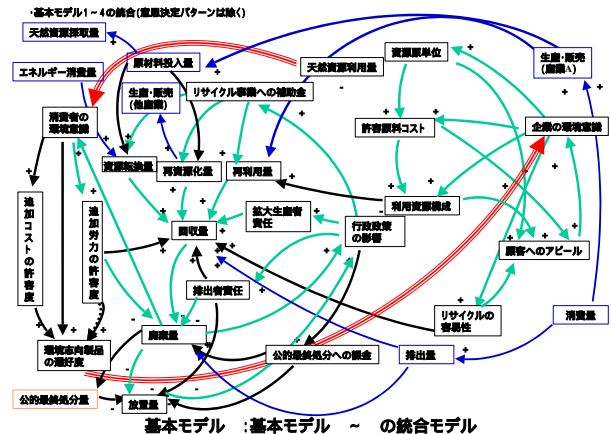 ・基本モデル1～4の統合(意思決定パターンは除く)
天然資源採取量
エネルギー消費量
原材料投入量
生産・販売
(他産業)
リサイクル事業への補助金
天然資源利用量
資源原単位
生産・販売
(産業A)
消費者の
環境意識
許容原料コスト
企業の環境意識
資源転換量
再資源化量
再利用量
追加コストの許容度
追加労力の許容度
回収量
拡大生産者
責任
行政政策
の影響
利用資源構成
顧客へのアピール
排出者責任
リサイクルの
容易性
消費量
廃棄量
環境志向製品
の選好度
公的最終処分への課金
排出量
公的最終処分量
放置量
基本モデル :基本モデル ～ の統合モデル